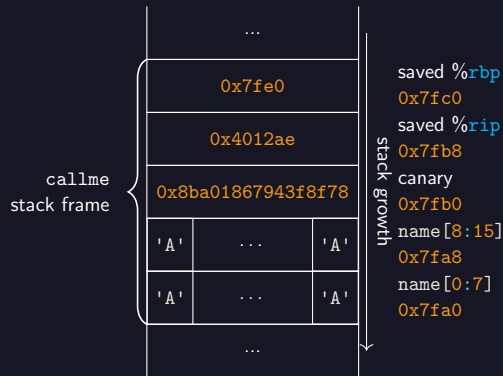 ...
0x7fe0
saved %rbp
0x7fc0
0x4012ae
saved %rip
0x7fb8
callme
stack frame
0x8ba01867943f8f78
canary
0x7fb0
'A' ... 'A'
name[8:15]
0x7fa8
'A' ... 'A'
name[0:7]
0x7fa0
...
stack growth